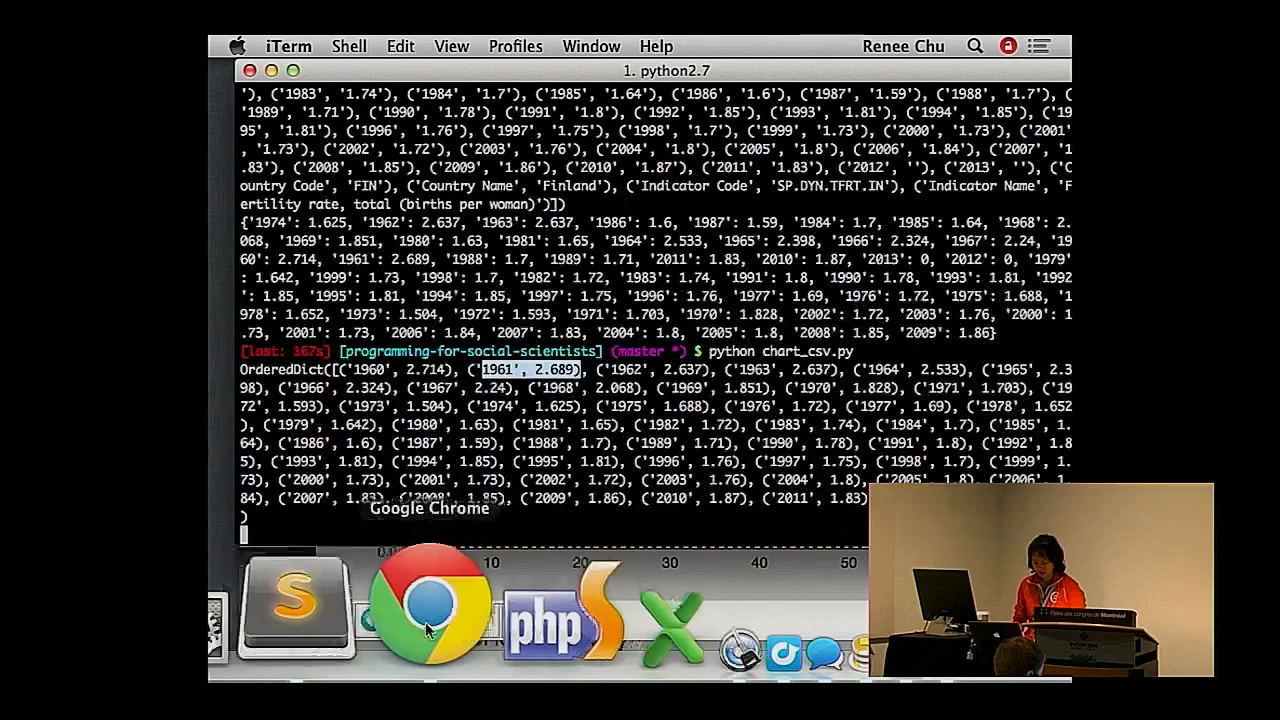 iTerm Shell Edit View Profiles Window Help Renee Chu
1. python2.7
'), ('1983', '1.74'), ('1984', '1.7'), ('1985', '1.64'), ('1986', '1.6'), ('1987', '1.59'), ('1988', '1.7'), (
'1989', '1.71'), ('1990', '1.78'), ('1991', '1.8'), ('1992', '1.85'), ('1993', '1.81'), ('1994', '1.85'), ('19
95', '1.81'), ('1996', '1.76'), ('1997', '1.75'), ('1998', '1.7'), ('1999', '1.73'), ('2000', '1.73'), ('2001'
, '1.73'), ('2002', '1.72'), ('2003', '1.76'), ('2004', '1.8'), ('2005', '1.8'), ('2006', '1.84'), ('2007', '1
.83'), ('2008', '1.85'), ('2009', '1.86'), ('2010', '1.87'), ('2011', '1.83'), ('2012', ''), ('2013', ''), ('C
ountry Code', 'FIN'), ('Country Name', 'Finland'), ('Indicator Code', 'SP.DYN.TFRT.IN'), ('Indicator Name', 'F
ertility rate, total (births per woman)')])
{'1974': 1.625, '1962': 2.637, '1963': 2.637, '1986': 1.6, '1987': 1.59, '1984': 1.7, '1985': 1.64, '1968': 2.
068, '1969': 1.851, '1980': 1.63, '1981': 1.65, '1964': 2.533, '1965': 2.398, '1966': 2.324, '1967': 2.24, '19
60': 2.714, '1961': 2.689, '1988': 1.7, '1989': 1.71, '2011': 1.83, '2010': 1.87, '2013': 0, '2012': 0, '1979'
: 1.642, '1999': 1.73, '1998': 1.7, '1982': 1.72, '1983': 1.74, '1991': 1.8, '1990': 1.78, '1993': 1.81, '1992
': 1.85, '1995': 1.81, '1994': 1.85, '1997': 1.75, '1996': 1.76, '1977': 1.69, '1976': 1.72, '1975': 1.688, '1
978': 1.652, '1973': 1.504, '1972': 1.593, '1971': 1.703, '1970': 1.828, '2002': 1.72, '2003': 1.76, '2000': 1
.73, '2001': 1.73, '2006': 1.84, '2007': 1.83, '2004': 1.8, '2005': 1.8, '2008': 1.85, '2009': 1.86}
[last: 167s] [programming-for-social-scientists] (master *) $ python chart_csv.py
OrderedDict([('1960', 2.714), ('1961', 2.689), ('1962', 2.637), ('1963', 2.637), ('1964', 2.533), ('1965', 2.3
98), ('1966', 2.324), ('1967', 2.24), ('1968', 2.068), ('1969', 1.851), ('1970', 1.828), ('1971', 1.703), ('19
72', 1.593), ('1973', 1.504), ('1974', 1.625), ('1975', 1.688), ('1976', 1.72), ('1977', 1.69), ('1978', 1.652
), ('1979', 1.642), ('1980', 1.63), ('1981', 1.65), ('1982', 1.72), ('1983', 1.74), ('1984', 1.7), ('1985', 1.
64), ('1986', 1.6), ('1987', 1.59), ('1988', 1.7), ('1989', 1.71), ('1990', 1.78), ('1991', 1.8), ('1992', 1.8
5), ('1993', 1.81), ('1994', 1.85), ('1995', 1.81), ('1996', 1.76), ('1997', 1.75), ('1998', 1.7), ('1999', 1.
73), ('2000', 1.73), ('2001', 1.73), ('2002', 1.72), ('2003', 1.76), ('2004', 1.8), ('2005', 1.8), ('2006', 1.
84), ('2007', ('2009', 1.86), ('2010', 1.87), ('2011', 1.83)
)
Google Chrome
10 20 30 40 50
S php